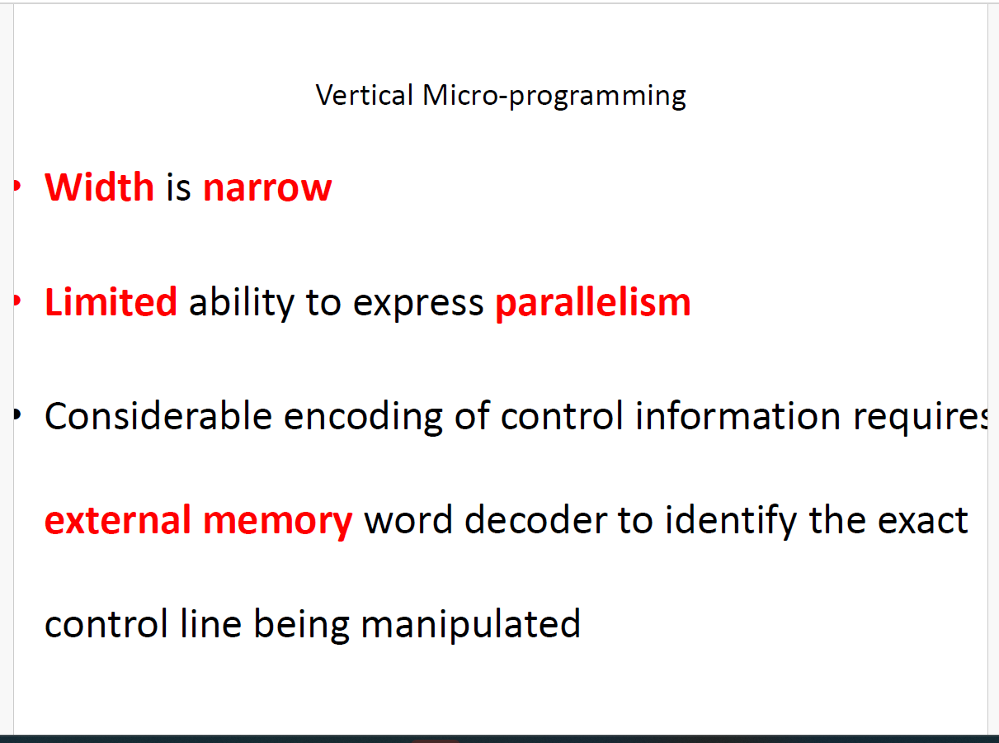 Vertical Micro-programming
• Width is narrow
• Limited ability to express parallelism
• Considerable encoding of control information requires
external memory word decoder to identify the exact
control line being manipulated